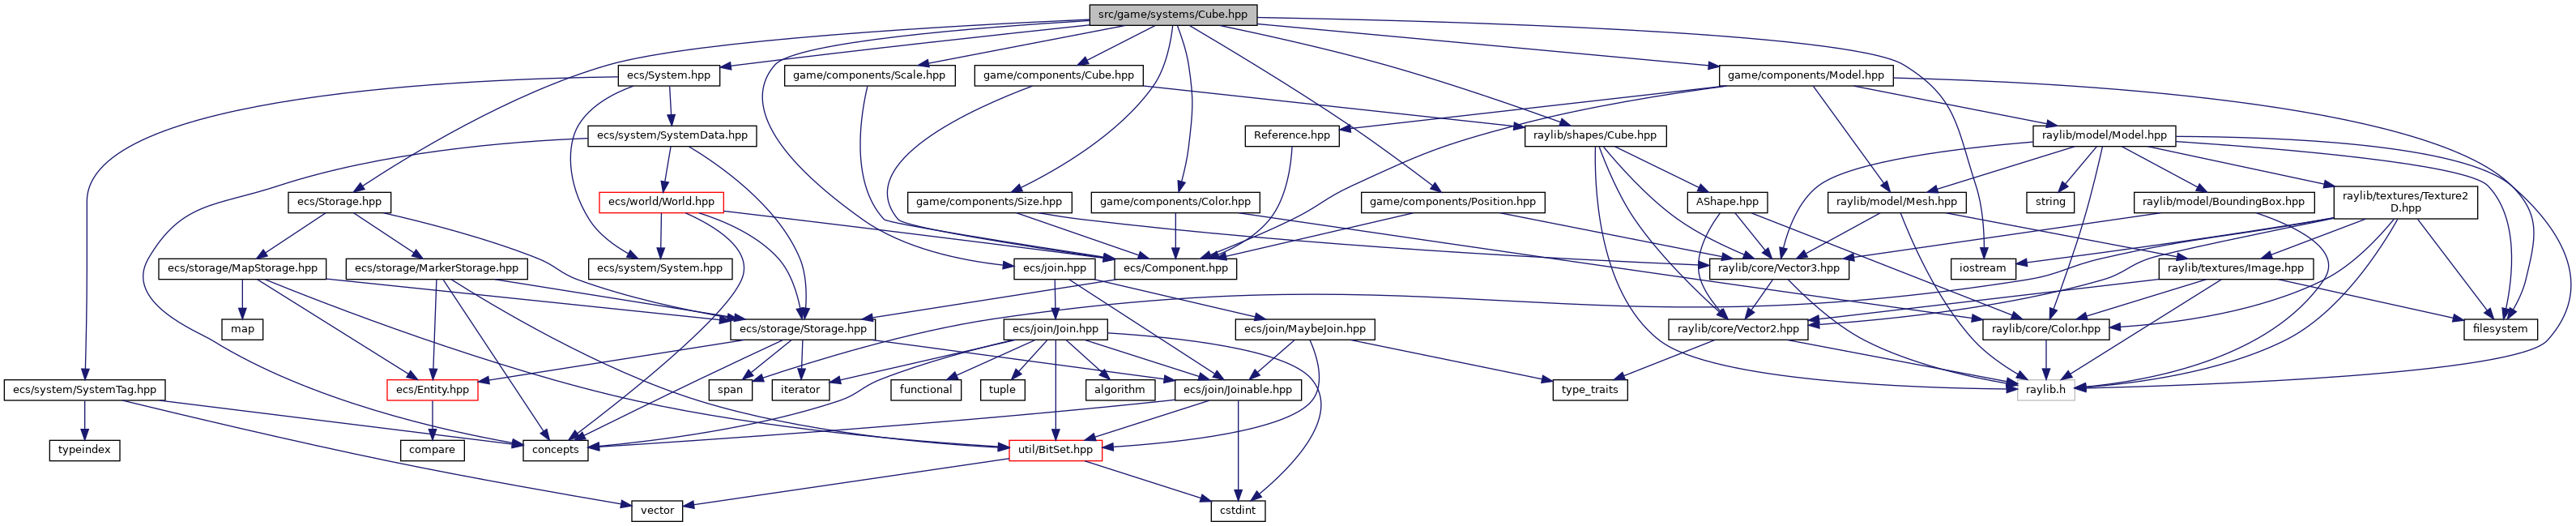 src/game/systems/Cube.hpp
ecs/System.hpp
game/components/Scale.hpp
game/components/Cube.hpp
game/components/Model.hpp
ecs/system/SystemData.hpp
Reference.hpp
raylib/shapes/Cube.hpp
raylib/model/Model.hpp
ecs/Storage.hpp
ecs/world/World.hpp
game/components/Size.hpp
game/components/Color.hpp
game/components/Position.hpp
AShape.hpp
raylib/model/Mesh.hpp
string
raylib/model/BoundingBox.hpp
raylib/textures/Texture2
D.hpp
ecs/storage/MapStorage.hpp
ecs/storage/MarkerStorage.hpp
ecs/system/System.hpp
ecs/join.hpp
ecs/Component.hpp
raylib/core/Vector3.hpp
iostream
raylib/textures/Image.hpp
map
ecs/storage/Storage.hpp
ecs/join/Join.hpp
ecs/join/MaybeJoin.hpp
raylib/core/Vector2.hpp
raylib/core/Color.hpp
filesystem
ecs/system/SystemTag.hpp
ecs/Entity.hpp
span
iterator
functional
tuple
algorithm
ecs/join/Joinable.hpp
type_traits
raylib.h
typeindex
compare
concepts
util/BitSet.hpp
vector
cstdint